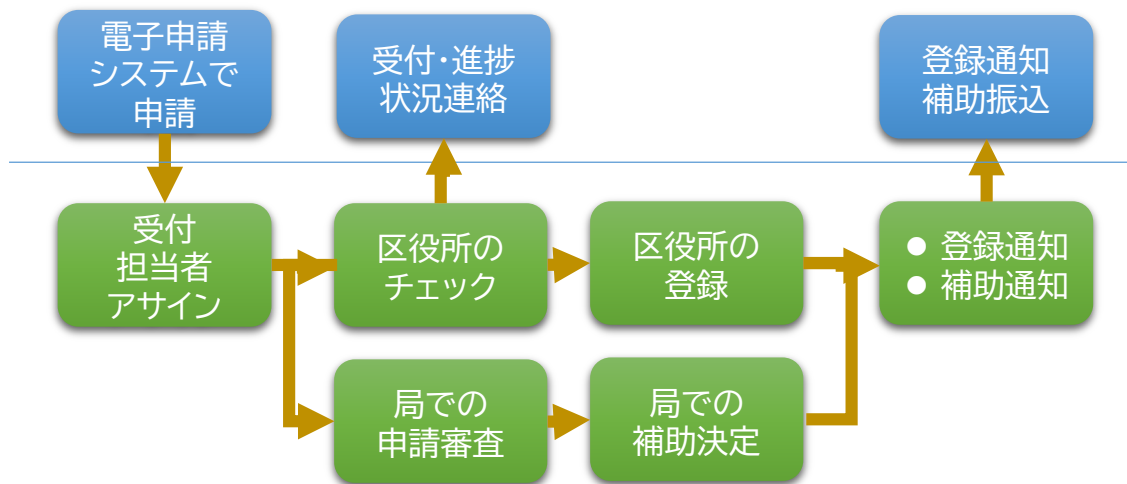 電子申請
システムで
申請
受付・進捗
状況連絡
登録通知
補助振込
受付
担当者
アサイン
区役所の
チェック
区役所の
登録
● 登録通知
● 補助通知
局での
申請審査
局での
補助決定